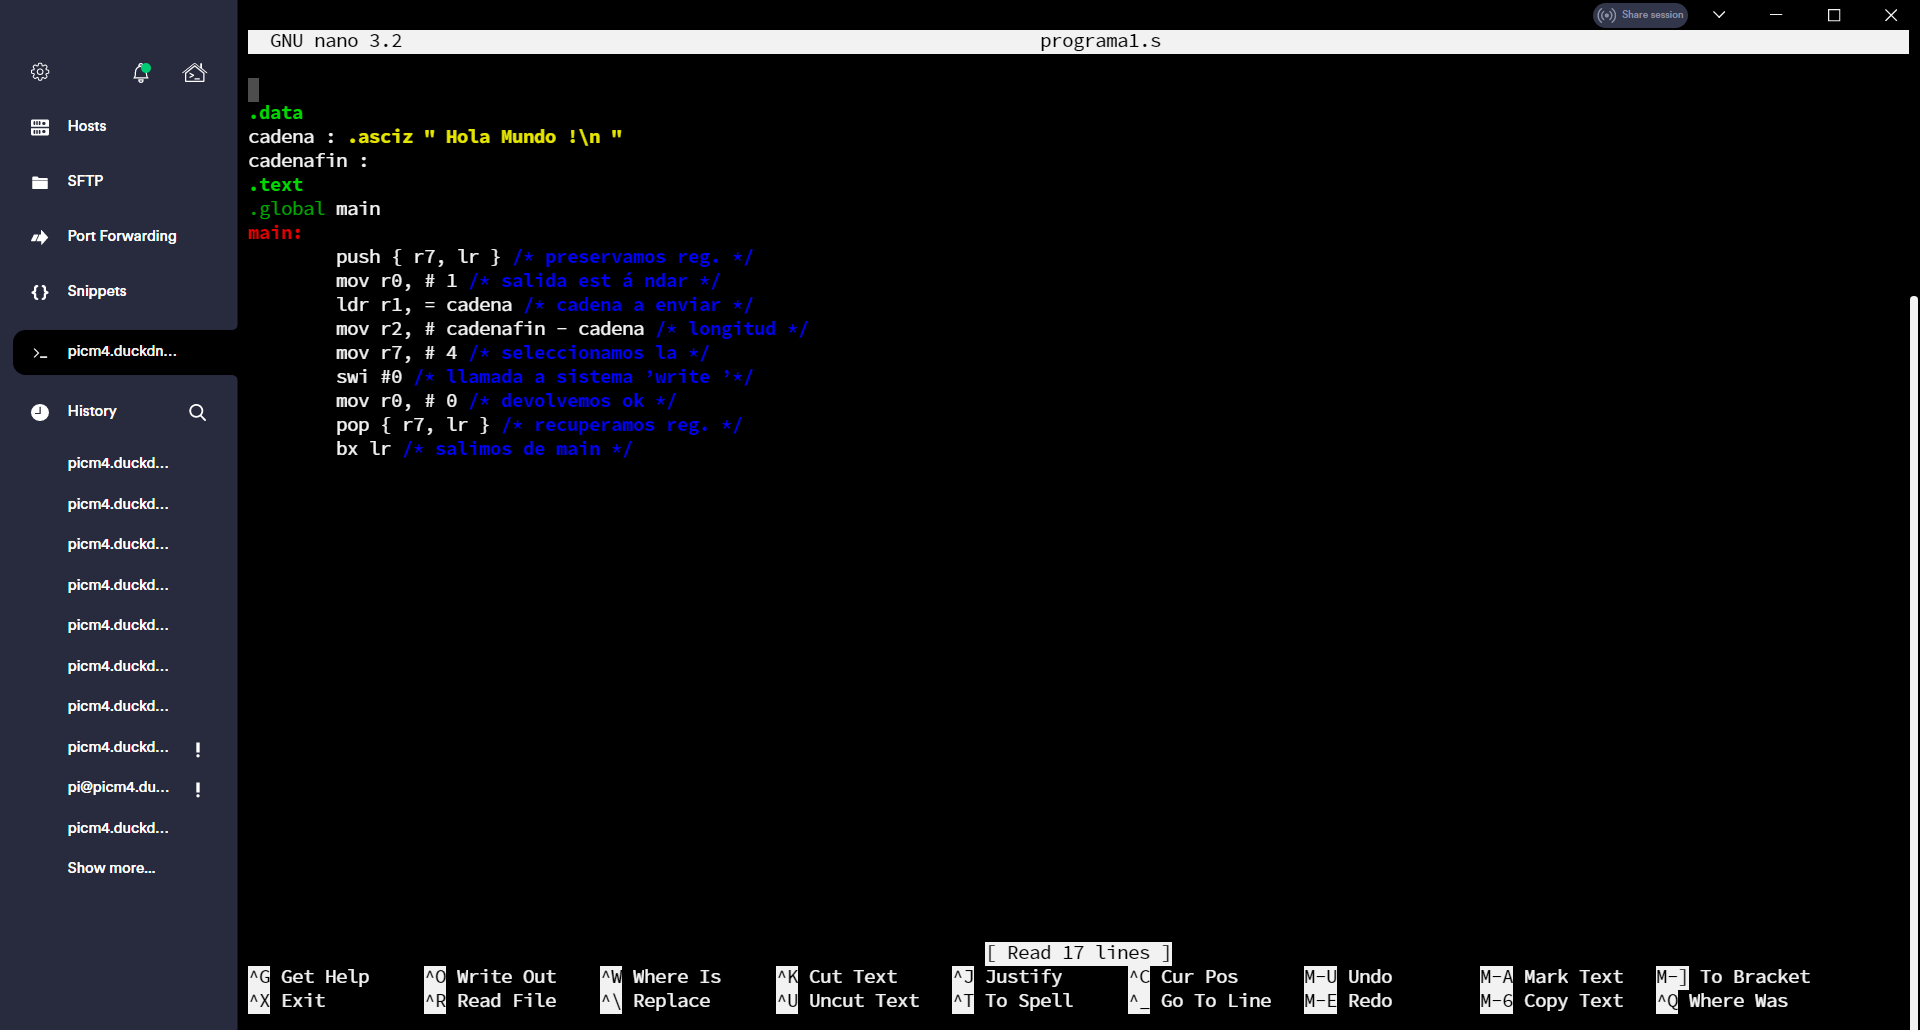 Share session
GNU nano 3.2 programa1.s
Hosts
SFTP
Port Forwarding
{} Snippets
>_ picm4.duckdn...
History
picm4.duckd...
picm4.duckd...
picm4.duckd...
picm4.duckd...
picm4.duckd...
picm4.duckd...
picm4.duckd...
picm4.duckd... !
pi@picm4.du... !
picm4.duckd...
Show more...
.data
cadena : .asciz " Hola Mundo !\n "
cadenafin :
.text
.global main
main:
push { r7, lr } /* preservamos reg. */
mov r0, # 1 /* salida est á ndar */
ldr r1, = cadena /* cadena a enviar */
mov r2, # cadenafin - cadena /* longitud */
mov r7, # 4 /* seleccionamos la */
swi #0 /* llamada a sistema ’write ’*/
mov r0, # 0 /* devolvemos ok */
pop { r7, lr } /* recuperamos reg. */
bx lr /* salimos de main */
[ Read 17 lines ]
^G Get Help ^O Write Out ^W Where Is ^K Cut Text ^J Justify ^C Cur Pos M-U Undo M-A Mark Text M-] To Bracket
^X Exit ^R Read File ^\ Replace ^U Uncut Text ^T To Spell ^_ Go To Line M-E Redo M-6 Copy Text ^Q Where Was